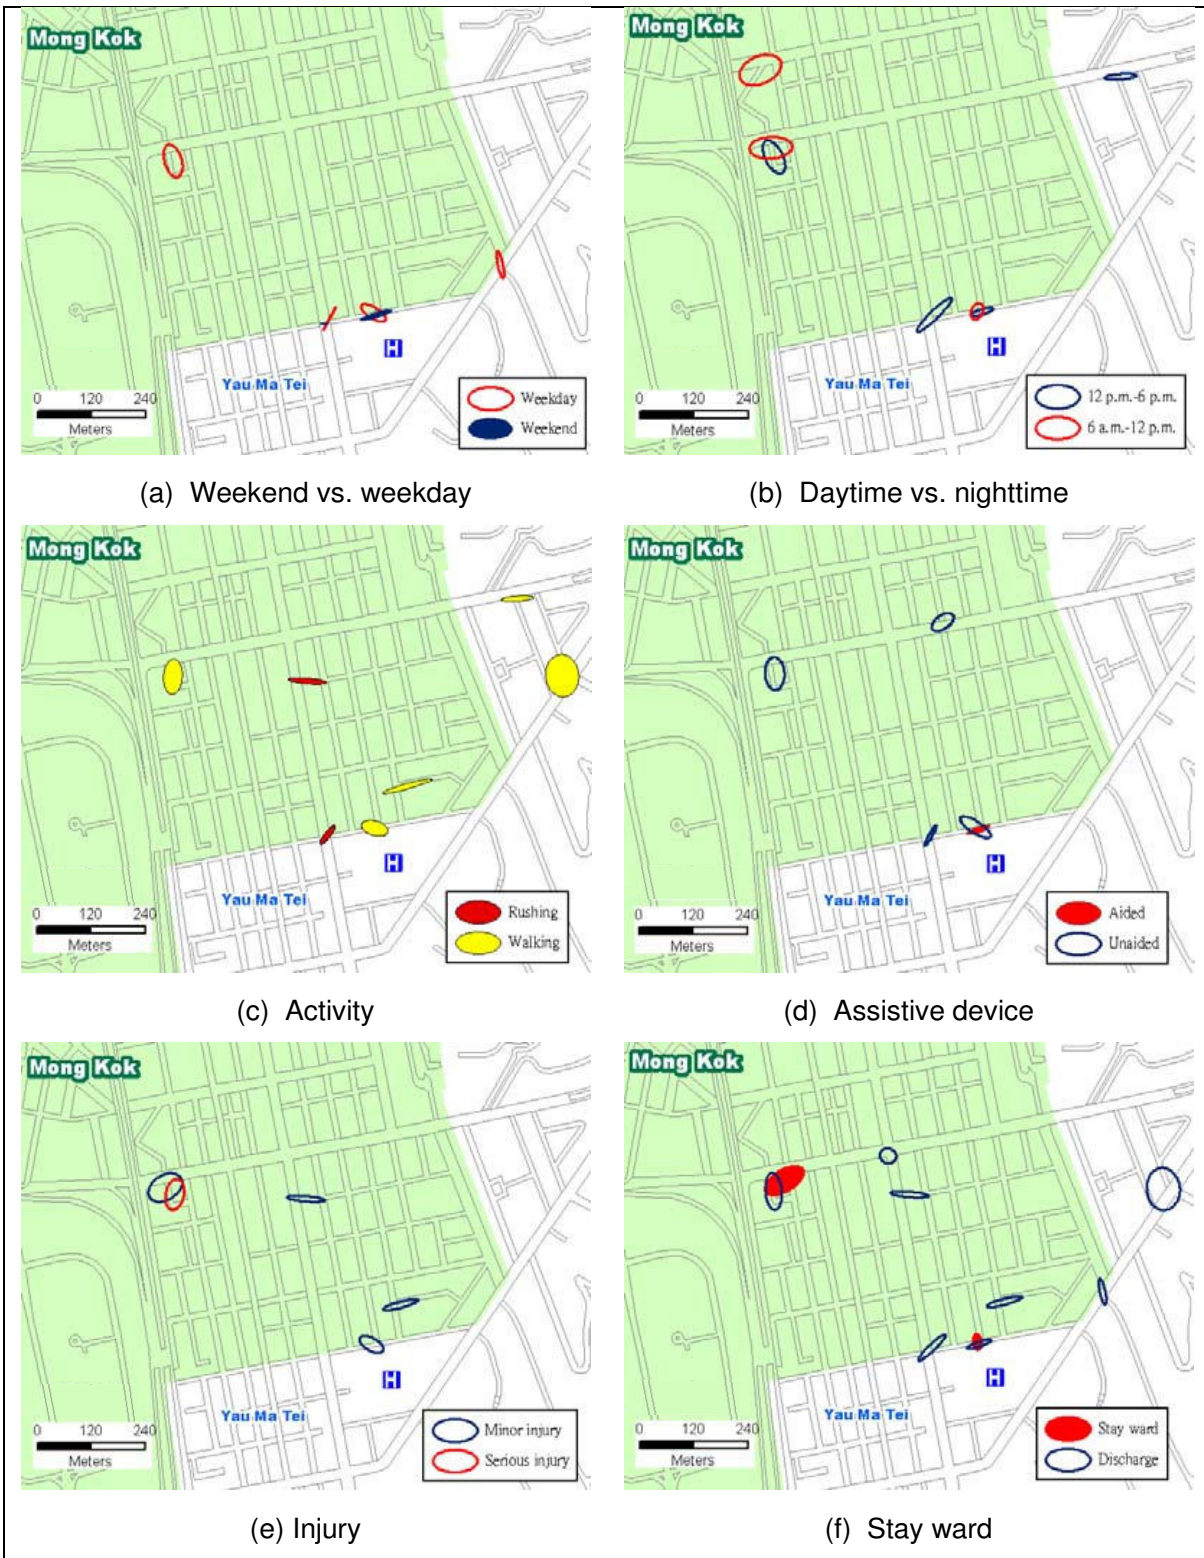 Mong Kok
Yau Ma Tei
0 120 240
Meters
Weekday
Weekend
H
(a) Weekend vs. weekday
Mong Kok
Yau Ma Tei
0 120 240
Meters
12 p.m.-6 p.m.
6 a.m.-12 p.m.
H
(b) Daytime vs. nighttime
Mong Kok
Yau Ma Tei
0 120 240
Meters
Rushing
Walking
H
(c) Activity
Mong Kok
Yau Ma Tei
0 120 240
Meters
Aided
Unaided
H
(d) Assistive device
Mong Kok
Yau Ma Tei
0 120 240
Meters
Minor injury
Serious injury
H
(e) Injury
Mong Kok
Yau Ma Tei
0 120 240
Meters
Stay ward
Discharge
H
(f) Stay ward